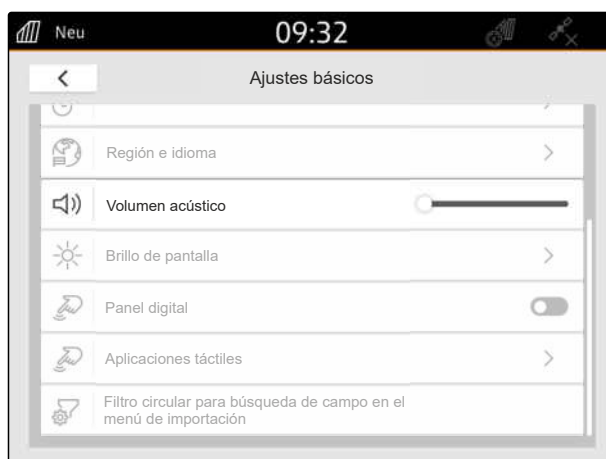 Neu
09:32
Ajustes básicos
Región e idioma
Volumen acústico
Brillo de pantalla
Panel digital
Aplicaciones táctiles
Filtro circular para búsqueda de campo en el
menú de importación